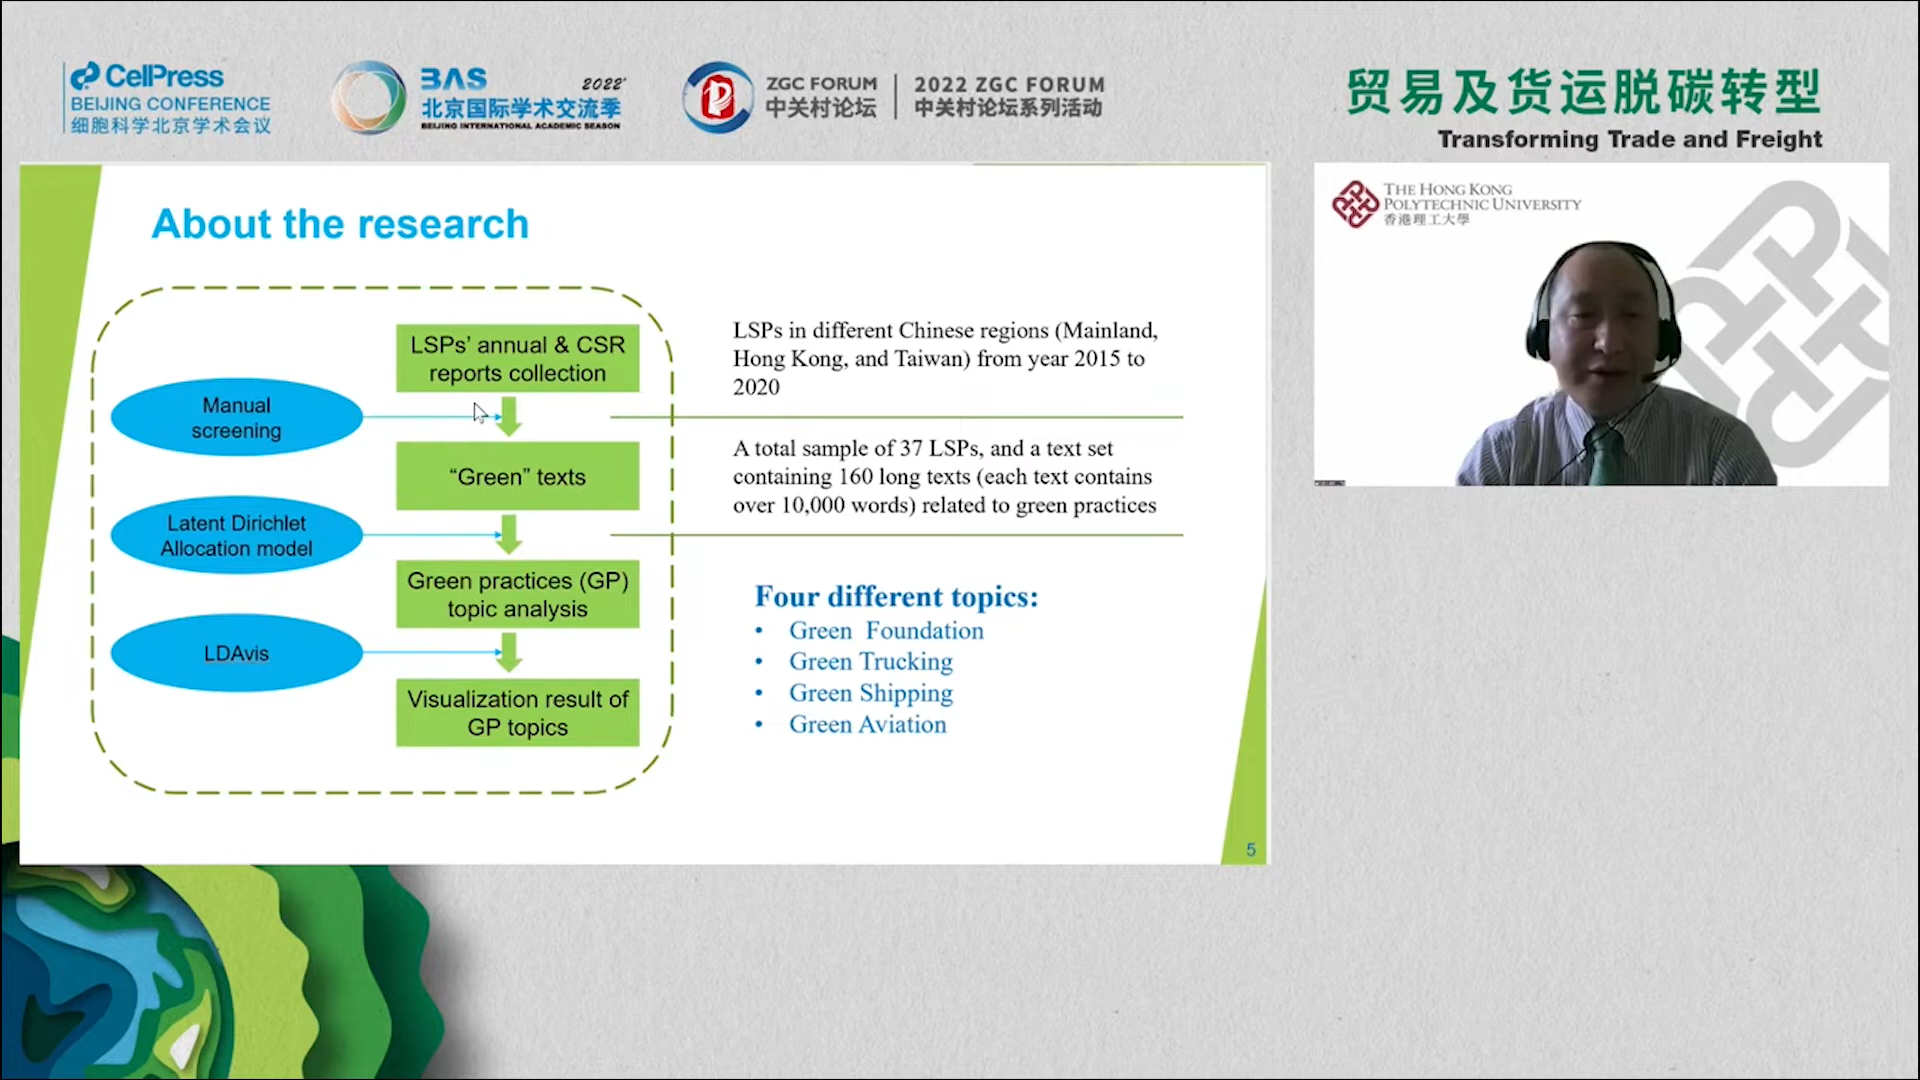 CellPress
BEIJING CONFERENCE
细胞科学北京学术会议
BAS 2022
北京国际学术交流季
BEIJING INTERNATIONAL ACADEMIC SEASON
ZGC FORUM
中关村论坛
2022 ZGC FORUM
中关村论坛系列活动
贸易及货运脱碳转型
Transforming Trade and Freight
THE HONG KONG
POLYTECHNIC UNIVERSITY
香港理工大學
About the research
LSPs’ annual & CSR
reports collection
Manual
screening
“Green” texts
Latent Dirichlet
Allocation model
Green practices (GP)
topic analysis
LDAvis
Visualization result of
GP topics
LSPs in different Chinese regions (Mainland,
Hong Kong, and Taiwan) from year 2015 to
2020
A total sample of 37 LSPs, and a text set
containing 160 long texts (each text contains
over 10,000 words) related to green practices
Four different topics:
• Green Foundation
• Green Trucking
• Green Shipping
• Green Aviation
5